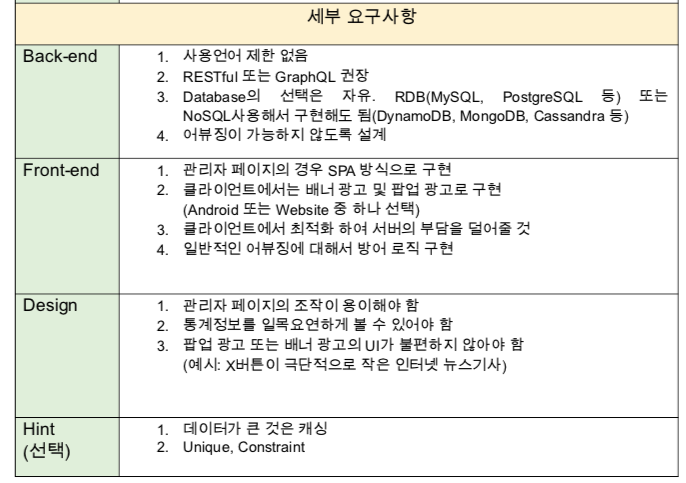 세부 요구사항
Back-end
1. 사용언어 제한 없음
2. RESTful 또는 GraphQL 권장
3. Database의 선택은 자유. RDB(MySQL, PostgreSQL 등) 또는
NoSQL사용해서 구현해도 됨(DynamoDB, MongoDB, Cassandra 등)
4. 어뷰징이 가능하지 않도록 설계
Front-end
1. 관리자 페이지의 경우 SPA 방식으로 구현
2. 클라이언트에서는 배너 광고 및 팝업 광고로 구현
(Android 또는 Website 중 하나 선택)
3. 클라이언트에서 최적화 하여 서버의 부담을 덜어줄 것
4. 일반적인 어뷰징에 대해서 방어 로직 구현
Design
1. 관리자 페이지의 조작이 용이해야 함
2. 통계정보를 일목요연하게 볼 수 있어야 함
3. 팝업 광고 또는 배너 광고의 UI가 불편하지 않아야 함
(예시: X버튼이 극단적으로 작은 인터넷 뉴스기사)
Hint
(선택)
1. 데이터가 큰 것은 캐싱
2. Unique, Constraint